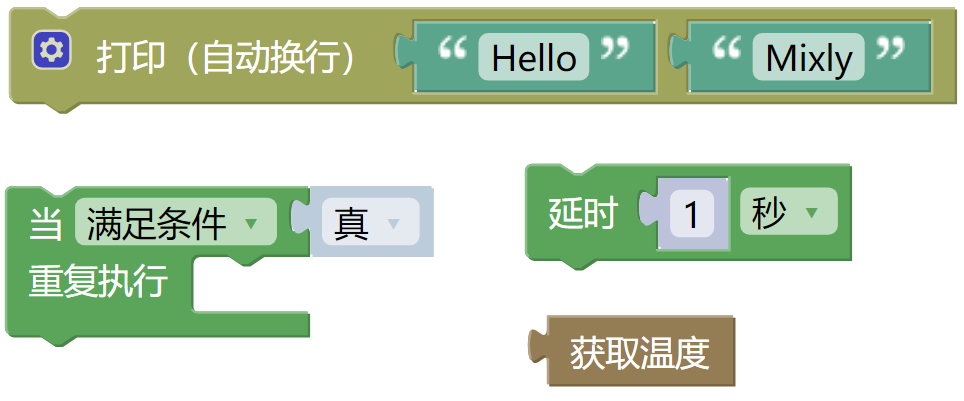 打印（自动换行） “ Hello ” “ Mixly ”
当 满足条件 真
重复执行
延时 1 秒
获取温度